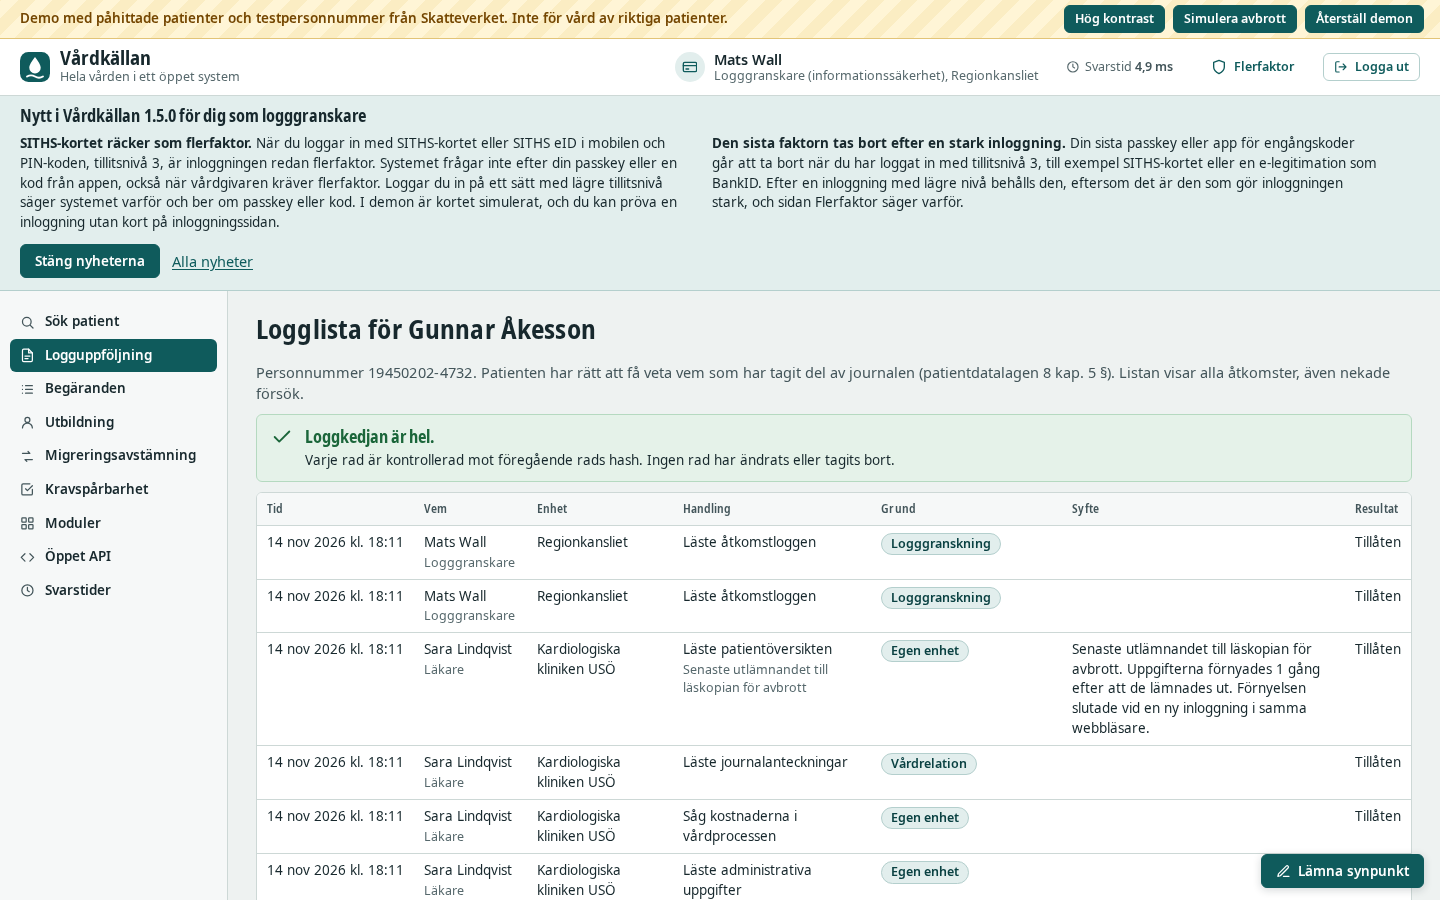 Demo med påhittade patienter och testpersonnummer från Skatteverket. Inte för vård av riktiga patienter.
Hög kontrast
Simulera avbrott
Återställ demon
Vårdkällan
Hela vården i ett öppet system
Mats Wall
Logggranskare (informationssäkerhet), Regionkansliet
Svarstid 4,9 ms
Flerfaktor
Logga ut
Nytt i Vårdkällan 1.5.0 för dig som logggranskare
SITHS-kortet räcker som flerfaktor. När du loggar in med SITHS-kortet eller SITHS eID i mobilen och
PIN-koden, tillitsnivå 3, är inloggningen redan flerfaktor. Systemet frågar inte efter din passkey eller en
kod från appen, också när vårdgivaren kräver flerfaktor. Loggar du in på ett sätt med lägre tillitsnivå
säger systemet varför och ber om passkey eller kod. I demon är kortet simulerat, och du kan pröva en
inloggning utan kort på inloggningssidan.
Den sista faktorn tas bort efter en stark inloggning. Din sista passkey eller app för engångskoder
går att ta bort när du har loggat in med tillitsnivå 3, till exempel SITHS-kortet eller en e-legitimation som
BankID. Efter en inloggning med lägre nivå behålls den, eftersom det är den som gör inloggningen
stark, och sidan Flerfaktor säger varför.
Stäng nyheterna
Alla nyheter
Sök patient
Logguppföljning
Begäranden
Utbildning
Migreringsavstämning
Kravspårbarhet
Moduler
Öppet API
Svarstider
Logglista för Gunnar Åkesson
Personnummer 19450202-4732. Patienten har rätt att få veta vem som har tagit del av journalen (patientdatalagen 8 kap. 5 §). Listan visar alla åtkomster, även nekade
försök.
Loggkedjan är hel.
Varje rad är kontrollerad mot föregående rads hash. Ingen rad har ändrats eller tagits bort.
Tid Vem Enhet Handling Grund Syfte Resultat
14 nov 2026 kl. 18:11 Mats Wall Regionkansliet Läste åtkomstloggen Logggranskning Tillåten
Logggranskare
14 nov 2026 kl. 18:11 Mats Wall Regionkansliet Läste åtkomstloggen Logggranskning Tillåten
Logggranskare
14 nov 2026 kl. 18:11 Sara Lindqvist Kardiologiska Läste patientöversikten Egen enhet Senaste utlämnandet till läskopian för Tillåten
Läkare kliniken USÖ Senaste utlämnandet till avbrott. Uppgifterna förnyades 1 gång
läskopian för avbrott efter att de lämnades ut. Förnyelsen
slutade vid en ny inloggning i samma
webbläsare.
14 nov 2026 kl. 18:11 Sara Lindqvist Kardiologiska Läste journalanteckningar Vårdrelation Tillåten
Läkare kliniken USÖ
14 nov 2026 kl. 18:11 Sara Lindqvist Kardiologiska Såg kostnaderna i Egen enhet Tillåten
Läkare kliniken USÖ vårdprocessen
14 nov 2026 kl. 18:11 Sara Lindqvist Kardiologiska Läste administrativa Egen enhet
Läkare kliniken USÖ uppgifter
Lämna synpunkt